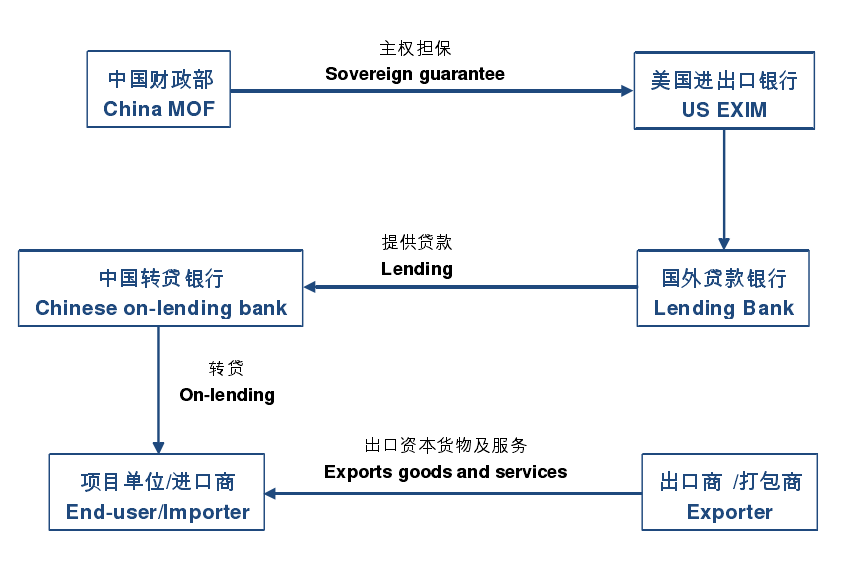 主权担保
Sovereign guarantee
中国财政部
China MOF
美国进出口银行
US EXIM
提供贷款
Lending
中国转贷银行
Chinese on-lending bank
国外贷款银行
Lending Bank
转贷
On-lending
出口资本货物及服务
Exports goods and services
项目单位/进口商
End-user/Importer
出口商 /打包商
Exporter